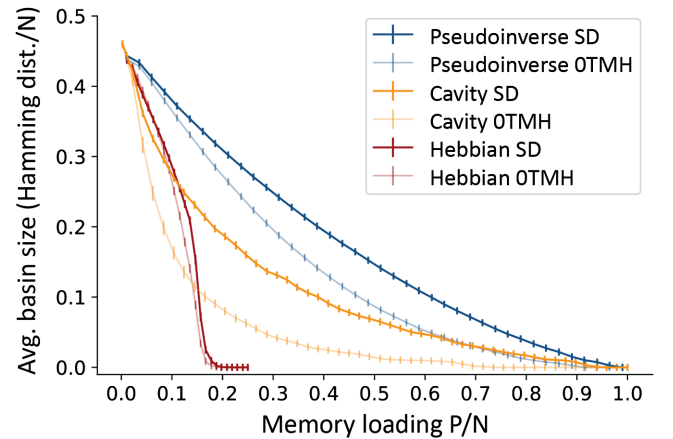 Avg. basin size (Hamming dist./N)
0.5
0.4
0.3
0.2
0.1
0.0
Pseudoinverse SD
Pseudoinverse 0TMH
Cavity SD
Cavity 0TMH
Hebbian SD
Hebbian 0TMH
0.0 0.1 0.2 0.3 0.4 0.5 0.6 0.7 0.8 0.9 1.0
Memory loading P/N